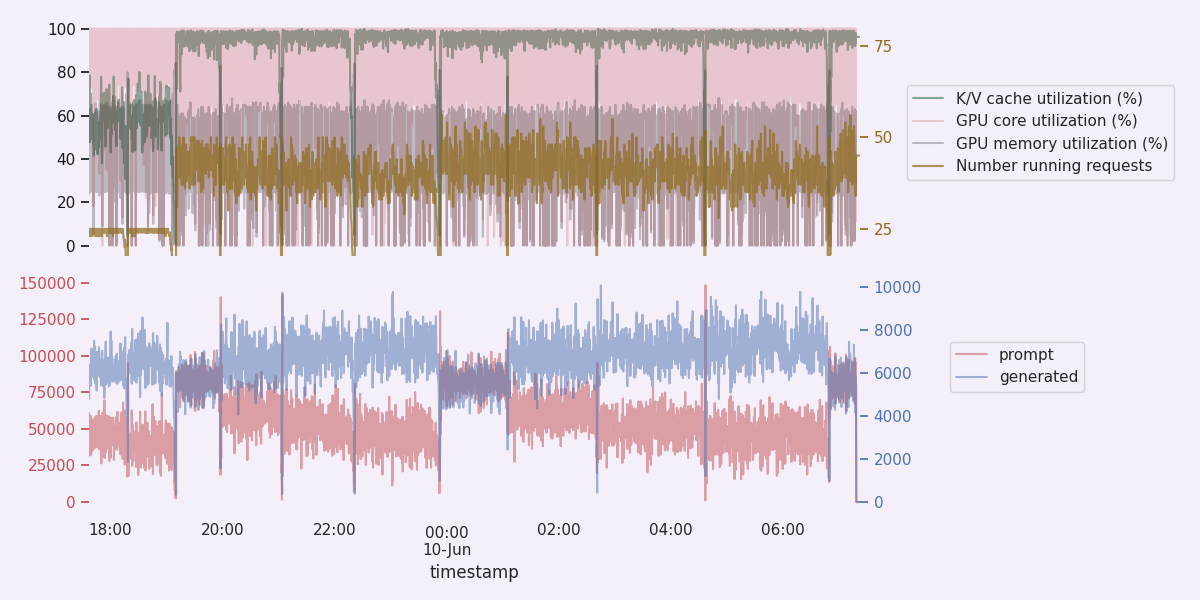 100
80
60
40
20
0
75
50
25
K/V cache utilization (%)
GPU core utilization (%)
GPU memory utilization (%)
Number running requests
150000
125000
100000
75000
50000
25000
0
10000
8000
6000
4000
2000
0
prompt
generated
18:00 20:00 22:00 00:00 02:00 04:00 06:00
10-Jun
timestamp